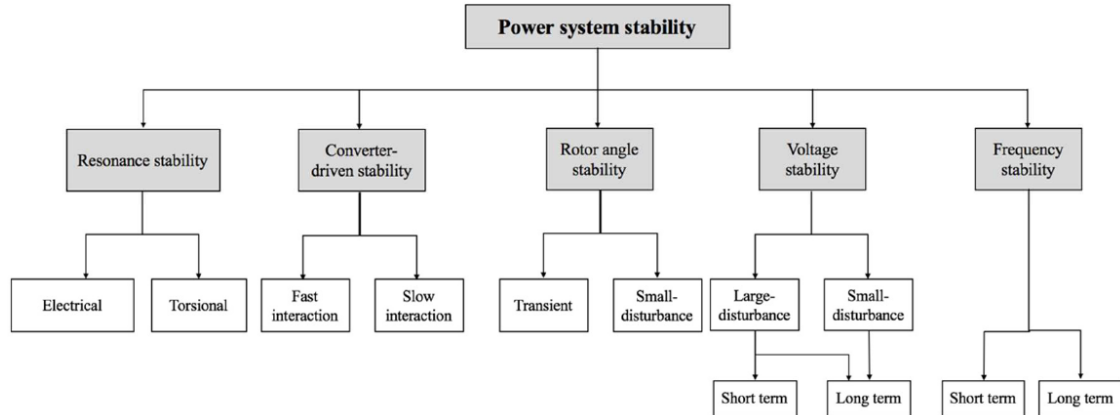 Power system stability
Resonance stability
Converter-
driven stability
Rotor angle
stability
Voltage
stability
Frequency
stability
Electrical
Torsional
Fast
interaction
Slow
interaction
Transient
Small-
disturbance
Large-
disturbance
Small-
disturbance
Short term
Long term
Short term
Long term